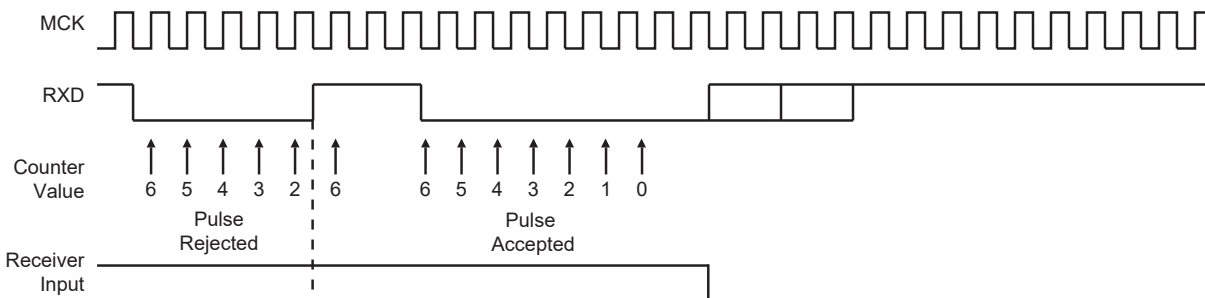 MCK
RXD
Counter
Value
6 5 4 3 2 6 6 5 4 3 2 1 0
Pulse
Rejected
Pulse
Accepted
Receiver
Input